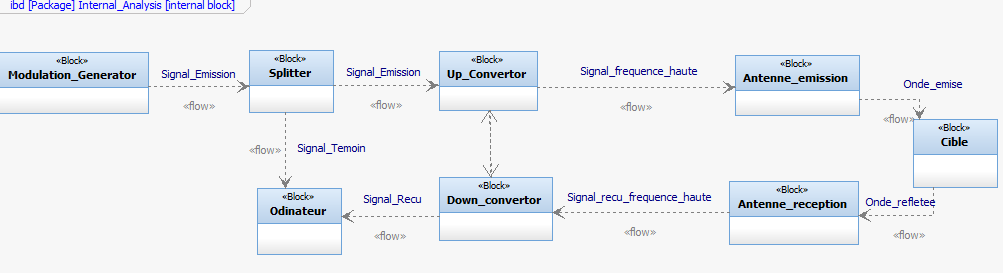 ibd [Package] Internal_Analysis [internal block]
«Block»
Modulation_Generator
Signal_Emission
«flow»
«Block»
Splitter
Signal_Emission
«flow»
«Block»
Up_Convertor
Signal_frequence_haute
«flow»
«Block»
Antenne_emission
Onde_emise
«flow»
«Block»
Cible
Signal_Temoin
«flow»
«Block»
Odinateur
Signal_Recu
«flow»
«Block»
Down_convertor
Signal_recu_frequence_haute
«flow»
«Block»
Antenne_reception
Onde_refletee
«flow»